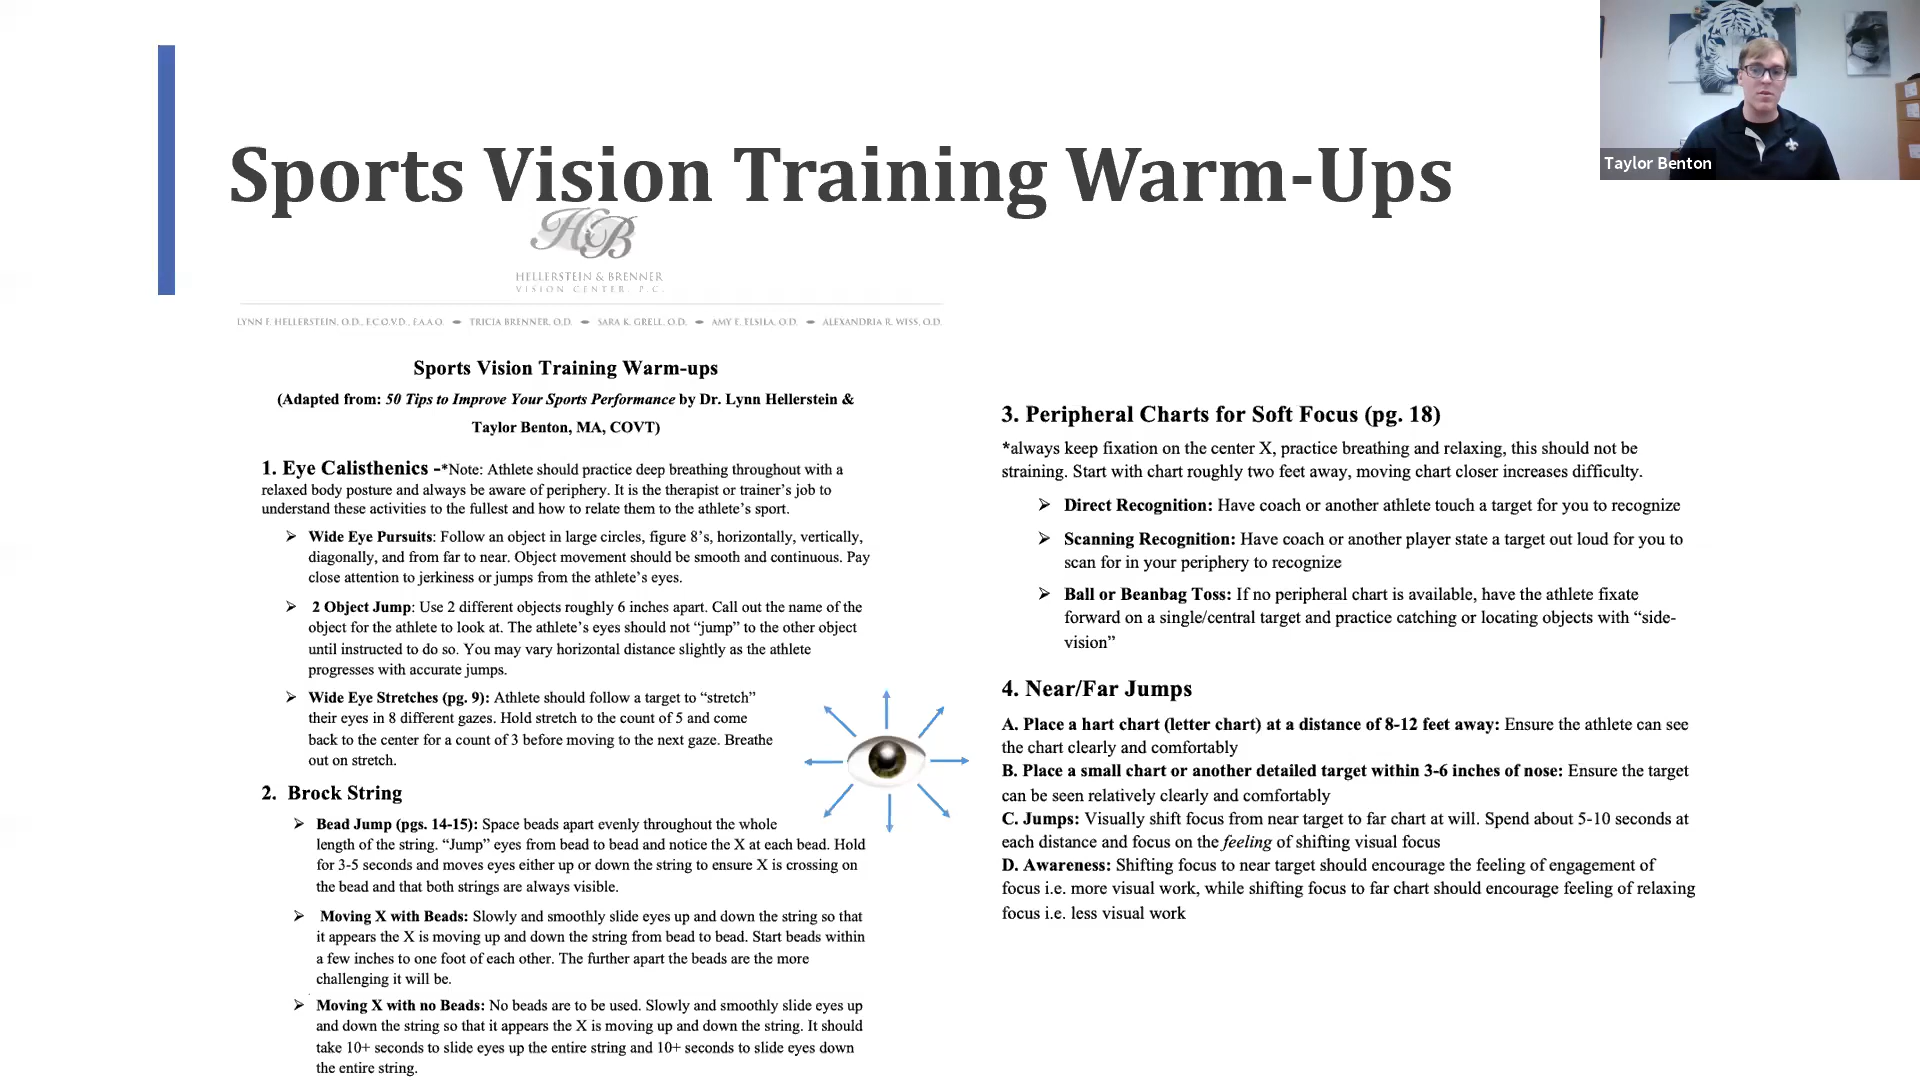 Sports Vision Training Warm-Ups
Taylor Benton
HB
HELLERSTEIN & BRENNER
VISION CENTER, P.C.
LYNN F. HELLERSTEIN, O.D., F.C.O.V.D., F.A.A.O. TRICIA BRENNER, O.D. SARA K. GRELL, O.D. AMY E. ELSILA, O.D. ALEXANDRIA R. WISS, O.D.
Sports Vision Training Warm-ups
(Adapted from: 50 Tips to Improve Your Sports Performance by Dr. Lynn Hellerstein &
Taylor Benton, MA, COVT)
1. Eye Calisthenics -*Note: Athlete should practice deep breathing throughout with a
relaxed body posture and always be aware of periphery. It is the therapist or trainer's job to
understand these activities to the fullest and how to relate them to the athlete's sport.
➢ Wide Eye Pursuits: Follow an object in large circles, figure 8's, horizontally, vertically,
diagonally, and from far to near. Object movement should be smooth and continuous. Pay
close attention to jerkiness or jumps from the athlete's eyes.
➢ 2 Object Jump: Use 2 different objects roughly 6 inches apart. Call out the name of the
object for the athlete to look at. The athlete's eyes should not “jump” to the other object
until instructed to do so. You may vary horizontal distance slightly as the athlete
progresses with accurate jumps.
➢ Wide Eye Stretches (pg. 9): Athlete should follow a target to “stretch”
their eyes in 8 different gazes. Hold stretch to the count of 5 and come
back to the center for a count of 3 before moving to the next gaze. Breathe
out on stretch.
2. Brock String
➢ Bead Jump (pgs. 14-15): Space beads apart evenly throughout the whole
length of the string. “Jump” eyes from bead to bead and notice the X at each bead. Hold
for 3-5 seconds and moves eyes either up or down the string to ensure X is crossing on
the bead and that both strings are always visible.
➢ Moving X with Beads: Slowly and smoothly slide eyes up and down the string so that
it appears the X is moving up and down the string from bead to bead. Start beads within
a few inches to one foot of each other. The further apart the beads are the more
challenging it will be.
➢ Moving X with no Beads: No beads are to be used. Slowly and smoothly slide eyes up
and down the string so that it appears the X is moving up and down the string. It should
take 10+ seconds to slide eyes up the entire string and 10+ seconds to slide eyes down
the entire string.
3. Peripheral Charts for Soft Focus (pg. 18)
*always keep fixation on the center X, practice breathing and relaxing, this should not be
straining. Start with chart roughly two feet away, moving chart closer increases difficulty.
➢ Direct Recognition: Have coach or another athlete touch a target for you to recognize
➢ Scanning Recognition: Have coach or another player state a target out loud for you to
scan for in your periphery to recognize
➢ Ball or Beanbag Toss: If no peripheral chart is available, have the athlete fixate
forward on a single/central target and practice catching or locating objects with “side-
vision”
4. Near/Far Jumps
A. Place a hart chart (letter chart) at a distance of 8-12 feet away: Ensure the athlete can see
the chart clearly and comfortably
B. Place a small chart or another detailed target within 3-6 inches of nose: Ensure the target
can be seen relatively clearly and comfortably
C. Jumps: Visually shift focus from near target to far chart at will. Spend about 5-10 seconds at
each distance and focus on the feeling of shifting visual focus
D. Awareness: Shifting focus to near target should encourage the feeling of engagement of
focus i.e. more visual work, while shifting focus to far chart should encourage feeling of relaxing
focus i.e. less visual work